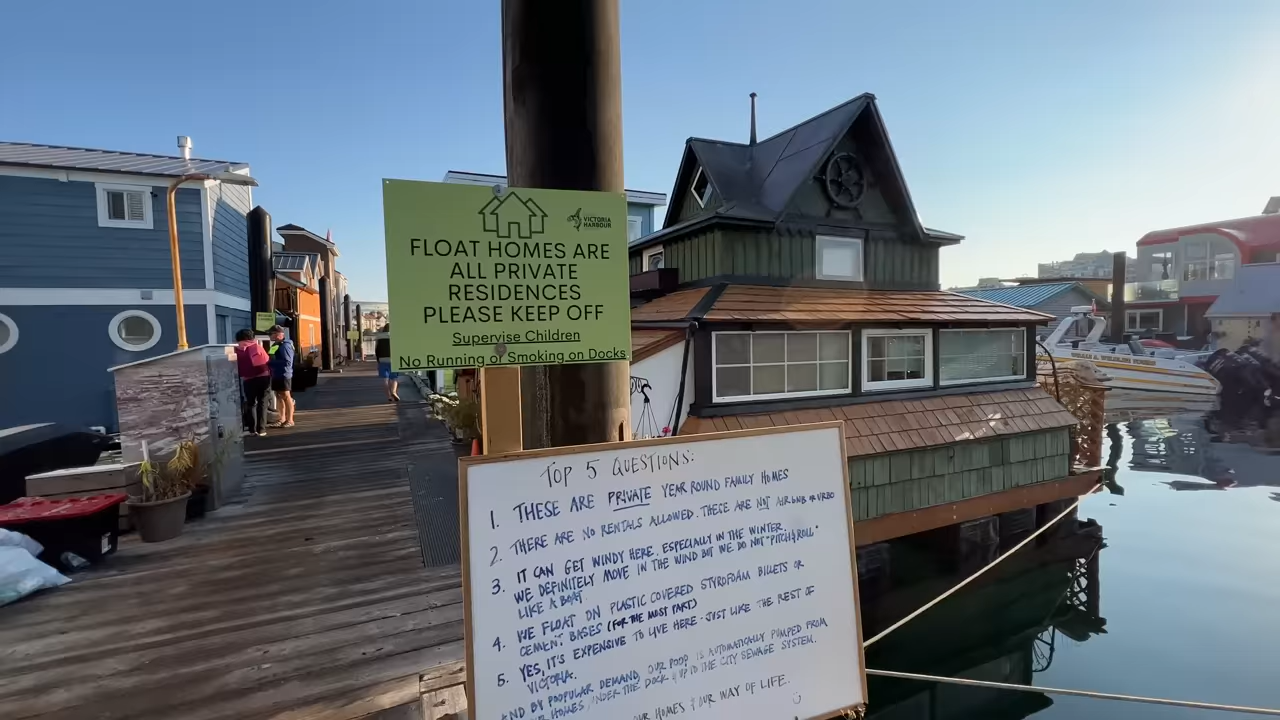 VICTORIA
HARBOUR
FLOAT HOMES ARE
ALL PRIVATE
RESIDENCES
PLEASE KEEP OFF
Supervise Children
No Running or Smoking on Docks
TOP 5 QUESTIONS:
1. THESE ARE PRIVATE YEAR ROUND FAMILY HOMES
2. THERE ARE NO RENTALS ALLOWED. THESE ARE NOT AIRBNB OR VRBO
3. IT CAN GET WINDY HERE. ESPECIALLY IN THE WINTER.
WE DEFINITELY MOVE IN THE WIND BUT WE DO NOT "PITCH & ROLL"
LIKE A BOAT
4. WE FLOAT ON PLASTIC COVERED STYROFOAM BILLETS OR
CEMENT BASES (FOR THE MOST PART)
5. YES, IT'S EXPENSIVE TO LIVE HERE - JUST LIKE THE REST OF
VICTORIA.
AND BY POOPULAR DEMAND, OUR POOP IS AUTOMATICALLY PUMPED FROM
OUR HOMES UNDER THE DOCK & UP TO THE CITY SEWAGE SYSTEM.
OUR HOMES & OUR WAY OF LIFE.